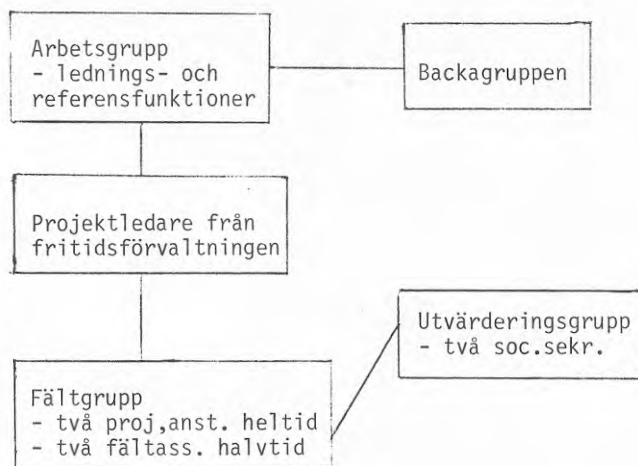 Arbetsgrupp
- lednings- och
referensfunktioner
Backagruppen
Projektledare från
fritidsförvaltningen
Utvärderingsgrupp
- två soc.sekr.
Fältgrupp
- två proj,anst. heltid
- två fältass. halvtid